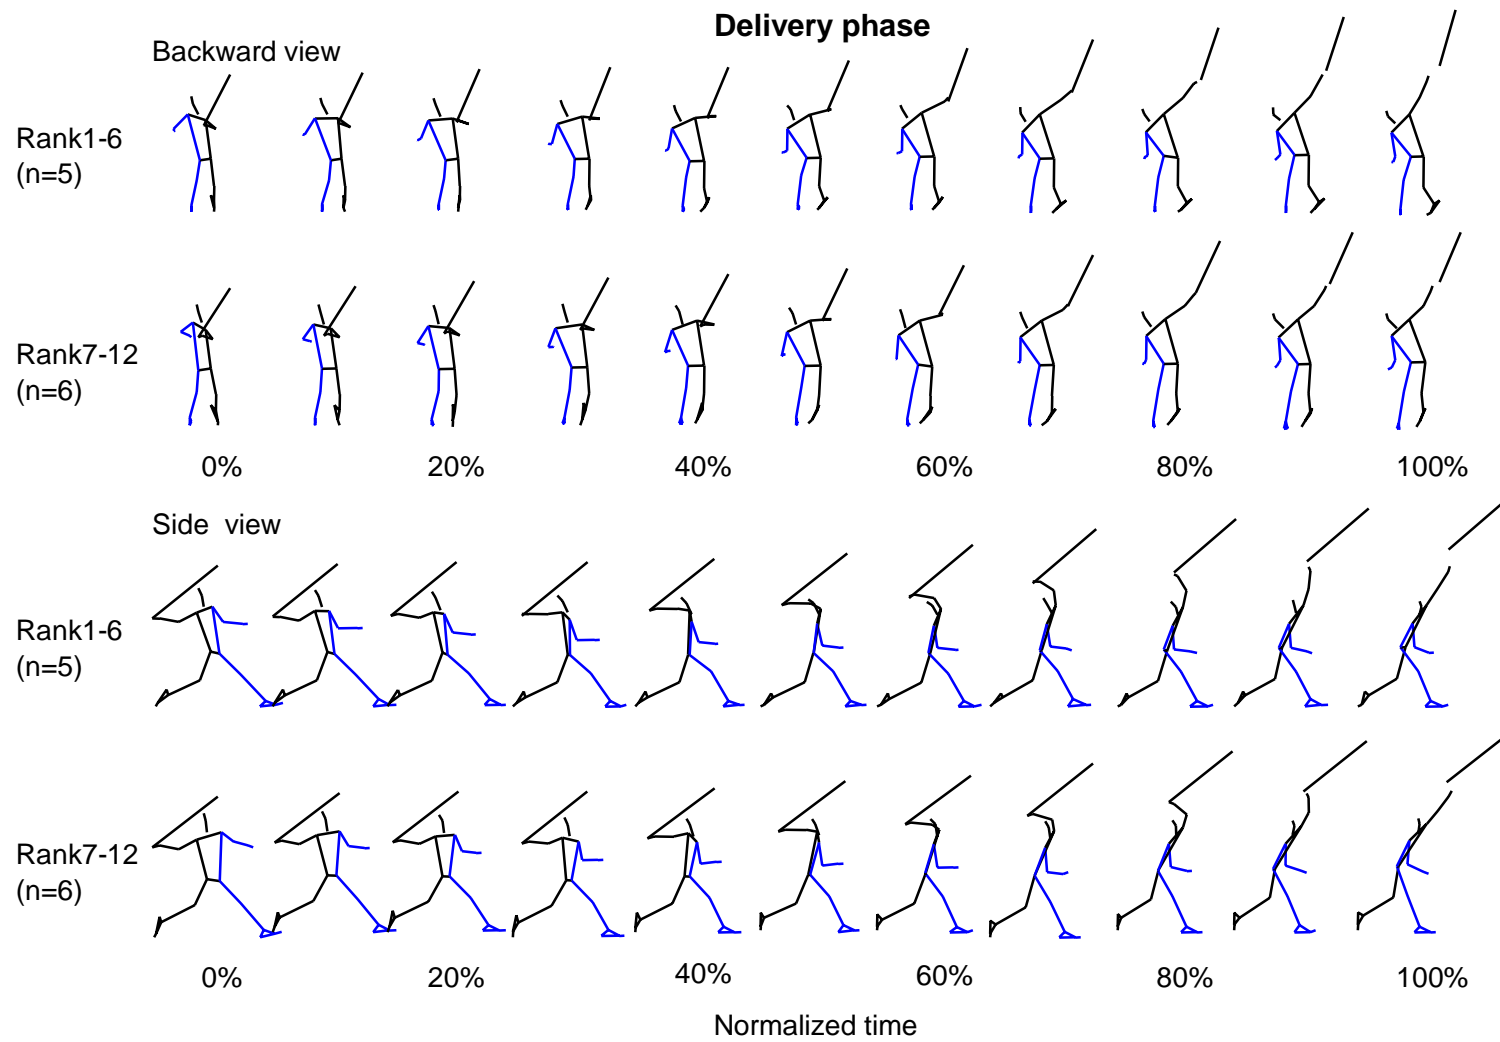 Delivery phase
Backward view
Rank1-6
(n=5)
Rank7-12
(n=6)
0% 20% 40% 60% 80% 100%
Side view
Rank1-6
(n=5)
Rank7-12
(n=6)
0% 20% 40% 60% 80% 100%
Normalized time